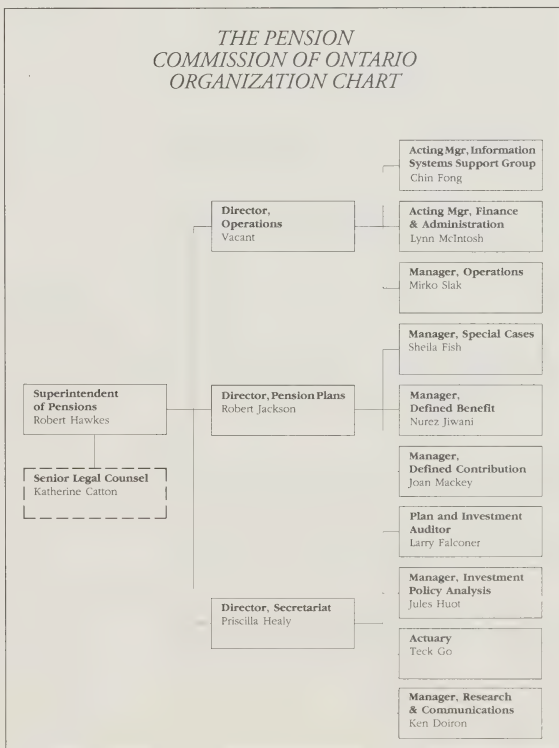 THE PENSION
COMMISSION OF ONTARIO
ORGANIZATION CHART
Acting Mgr, Information
Systems Support Group
Chin Fong
Director,
Operations
Vacant
Acting Mgr, Finance
& Administration
Lynn McIntosh
Manager, Operations
Mirko Slak
Manager, Special Cases
Sheila Fish
Superintendent
of Pensions
Robert Hawkes
Director, Pension Plans
Robert Jackson
Manager,
Defined Benefit
Nurez Jiwani
Senior Legal Counsel
Katherine Catton
Manager,
Defined Contribution
Joan Mackey
Plan and Investment
Auditor
Larry Falconer
Director, Secretariat
Priscilla Healy
Manager, Investment
Policy Analysis
Jules Huot
Actuary
Teck Go
Manager, Research
& Communications
Ken Doiron